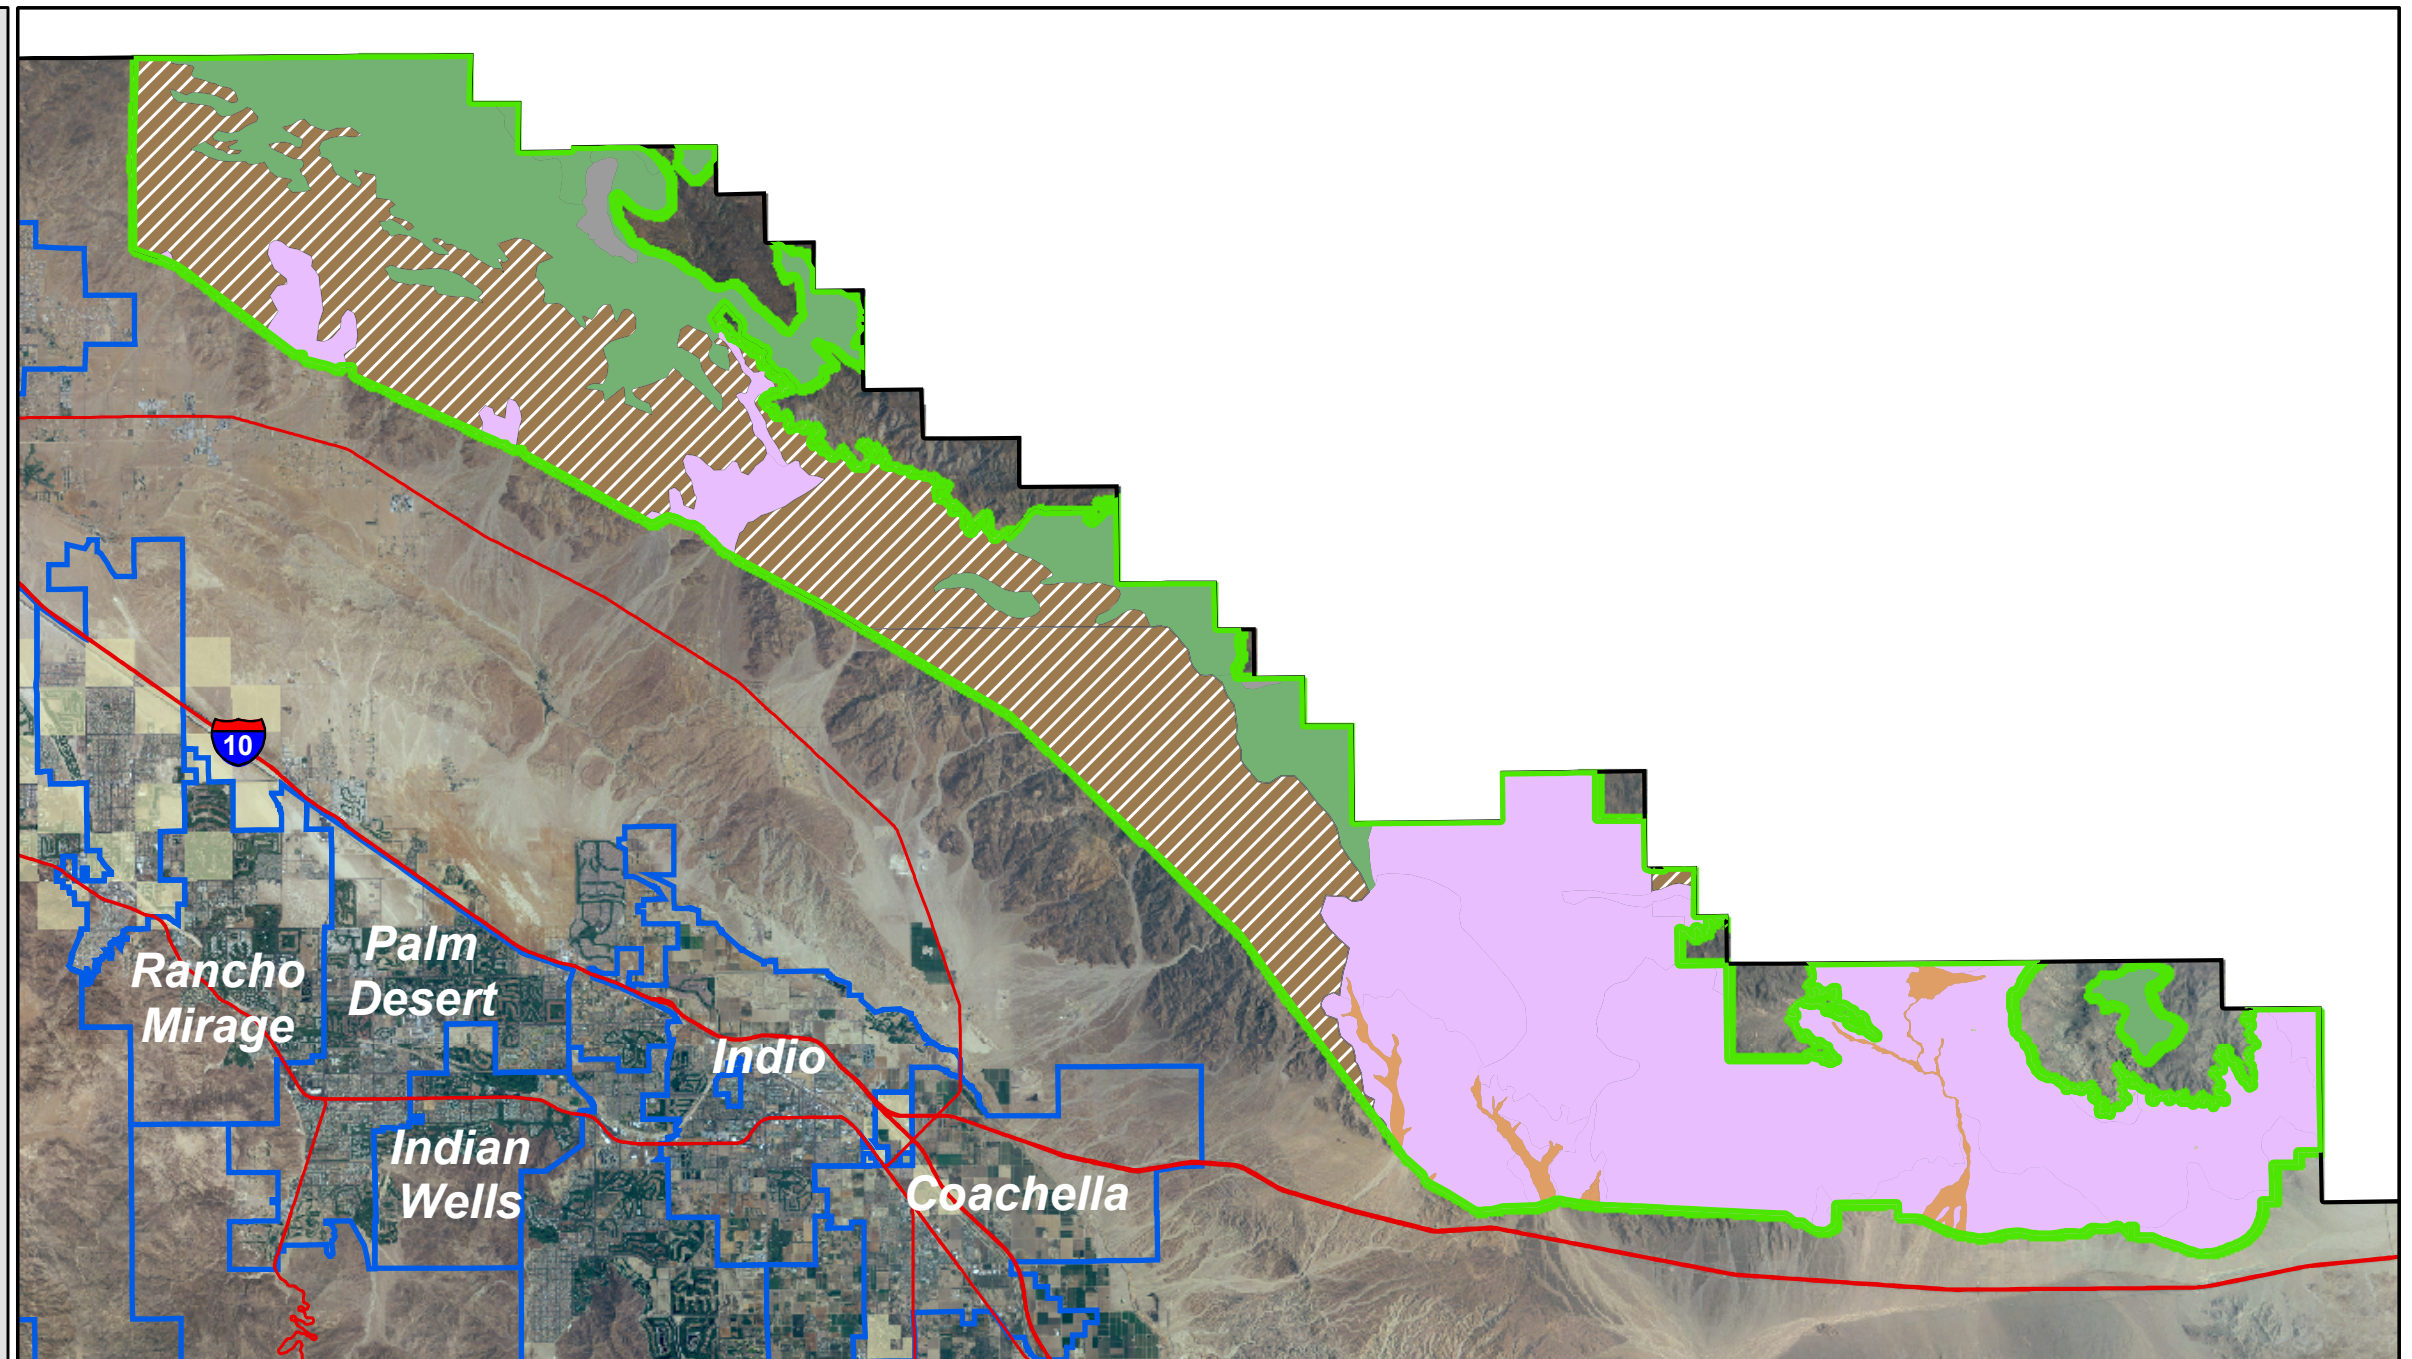 10
Palm
Desert
Rancho
Mirage
Indio
Indian
Wells
Coachella